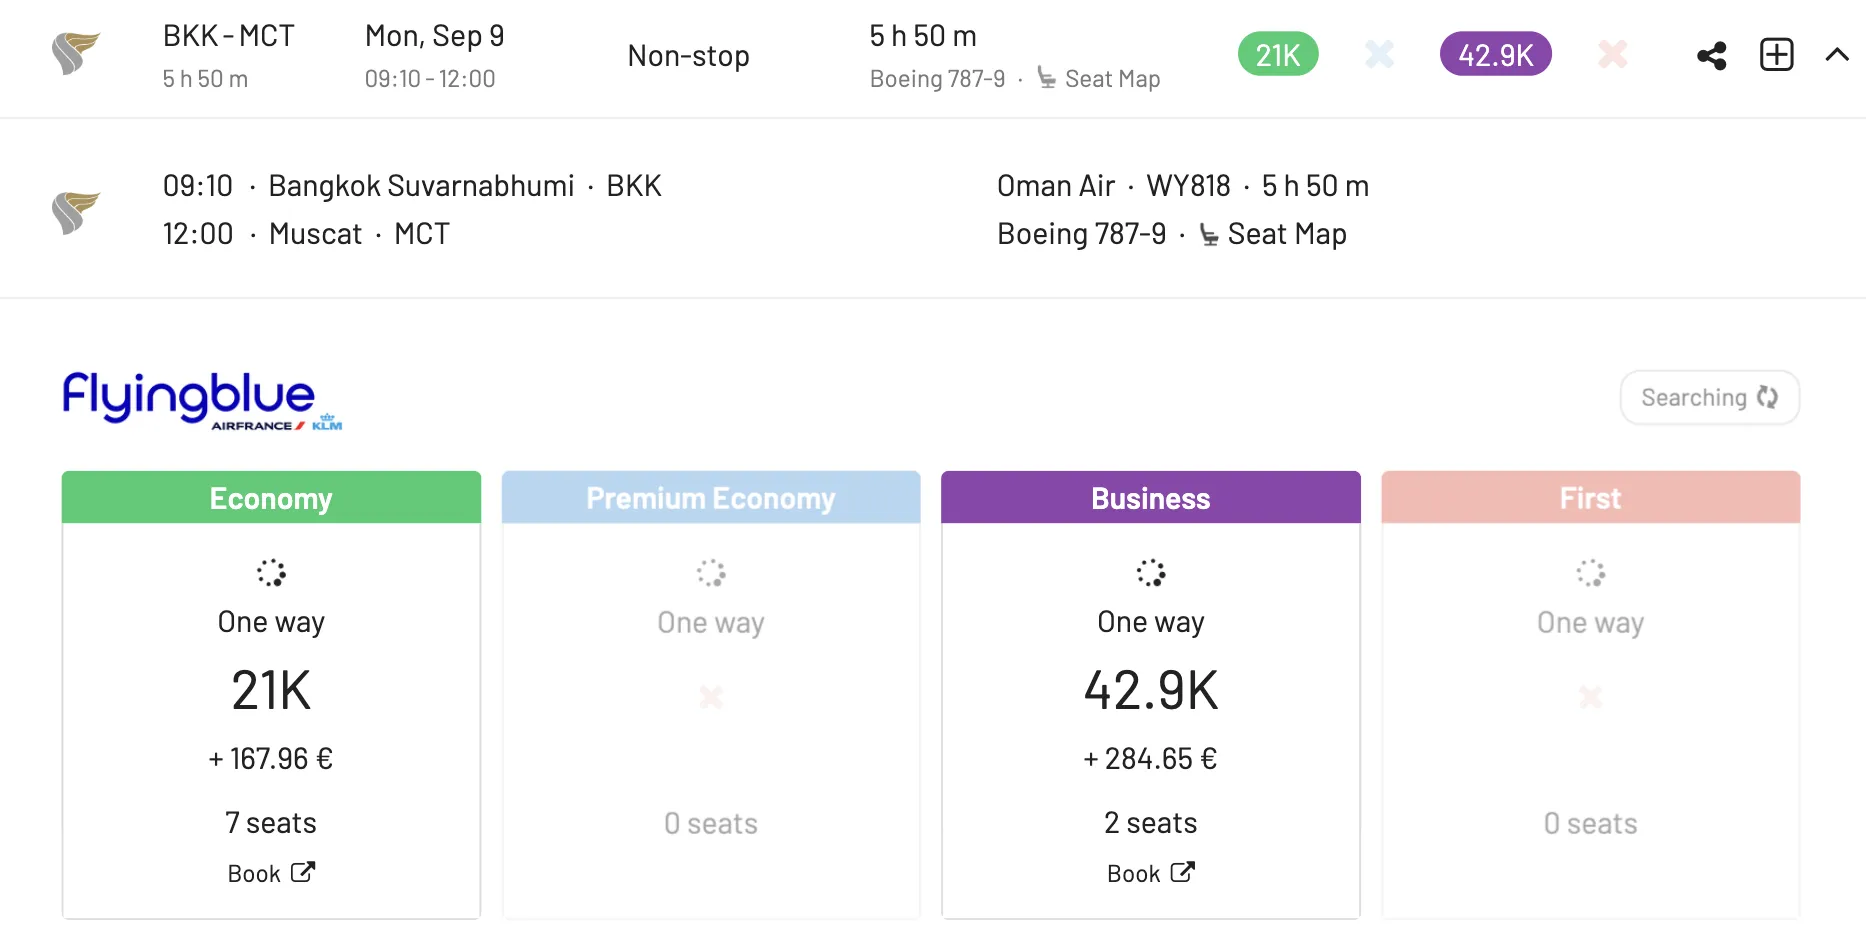 BKK - MCT
5 h 50 m
Mon, Sep 9
09:10 - 12:00
Non-stop
5 h 50 m
Boeing 787-9 · Seat Map
21K
42.9K
09:10 · Bangkok Suvarnabhumi · BKK
12:00 · Muscat · MCT
Oman Air · WY818 · 5 h 50 m
Boeing 787-9 · Seat Map
Flyingblue
AIRFRANCE KLM
Searching
Economy
One way
21K
+ 167.96 €
7 seats
Book
Premium Economy
One way
0 seats
Business
One way
42.9K
+ 284.65 €
2 seats
Book
First
One way
0 seats